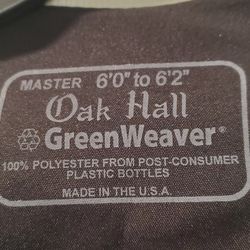 MASTER 6'0" to 6'2"
Oak Hall
GreenWeaver®
100% POLYESTER FROM POST-CONSUMER
PLASTIC BOTTLES
MADE IN THE U.S.A.